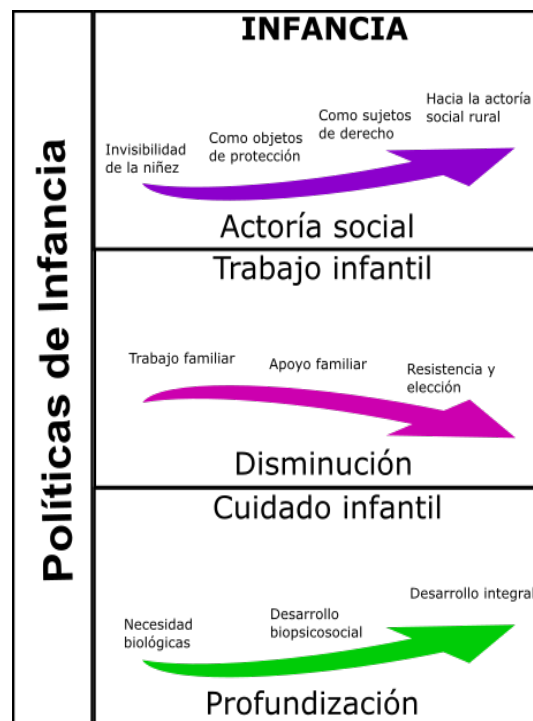 Políticas de Infancia
INFANCIA
Invisibilidad
de la niñez
Como objetos
de protección
Como sujetos
de derecho
Hacia la actoría
social rural
Actoría social
Trabajo infantil
Trabajo familiar
Apoyo familiar
Resistencia y
elección
Disminución
Cuidado infantil
Necesidad
biológicas
Desarrollo
biopsicosocial
Desarrollo integral
Profundización